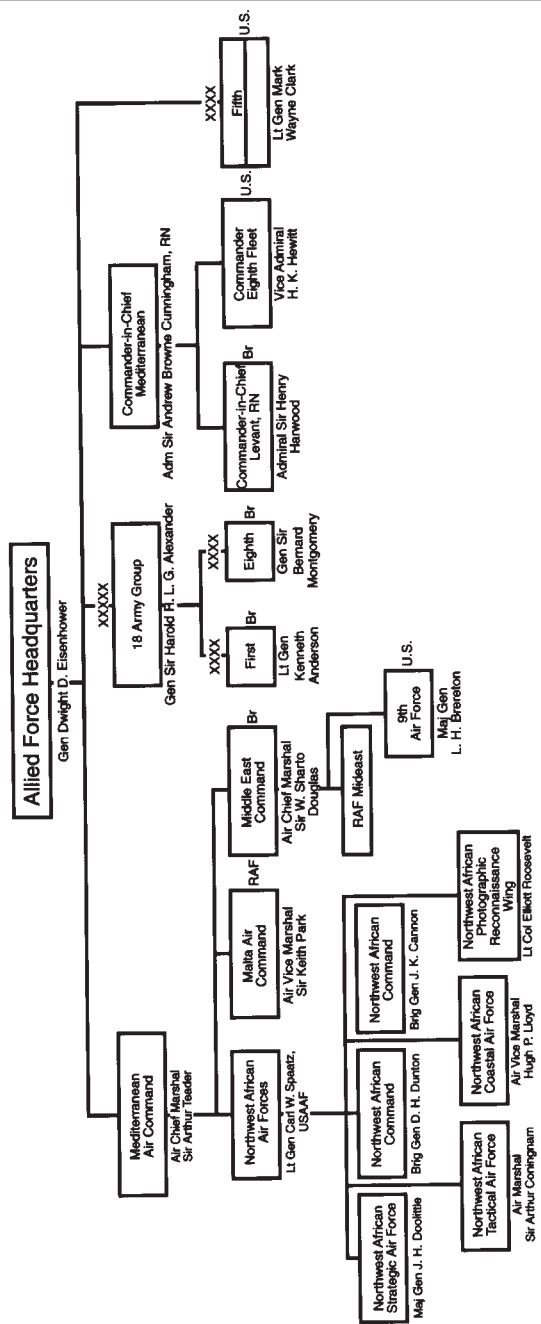 Allied Force Headquarters
Gen Dwight D. Eisenhower
Mediterranean
Air Command
Air Chief Marshal
Sir Arthur Teader
XXXXX
18 Army Group
Gen Sir Harold R. L. G. Alexander
Commander-in-Chief
Mediterranean
Adm Sir Andrew Browne Cunningham, RN
XXXX
Fifth
U.S.
Lt Gen Mark
Wayne Clark
Northwest African
Air Forces
Lt Gen Carl W. Spaatz,
USAAF
Malta Air
Command
RAF
Air Vice Marshal
Sir Keith Park
Middle East
Command
Br
Air Chief Marshal
Sir W. Sharto
Douglas
XXXX
First
Br
Lt Gen
Kenneth
Anderson
XXXX
Eighth
Br
Gen Sir
Bernard
Montgomery
Commander-in-Chief
Levant, RN
Br
Admiral Sir Henry
Harwood
Commander
Eighth Fleet
U.S.
Vice Admiral
H. K. Hewitt
RAF Mideast
9th
Air Force
U.S.
Maj Gen
L. H. Brereton
Northwest African
Strategic Air Force
Maj Gen J. H. Doolittle
Northwest African
Command
Brig Gen D. H. Dunton
Northwest African
Command
Brig Gen J. K. Cannon
Northwest African
Tactical Air Force
Air Marshal
Sir Arthur Coningnam
Northwest African
Coastal Air Force
Air Vice Marshal
Hugh P. Lloyd
Northwest African
Photographic
Reconnaissance
Wing
Lt Col Elliott Roosevelt